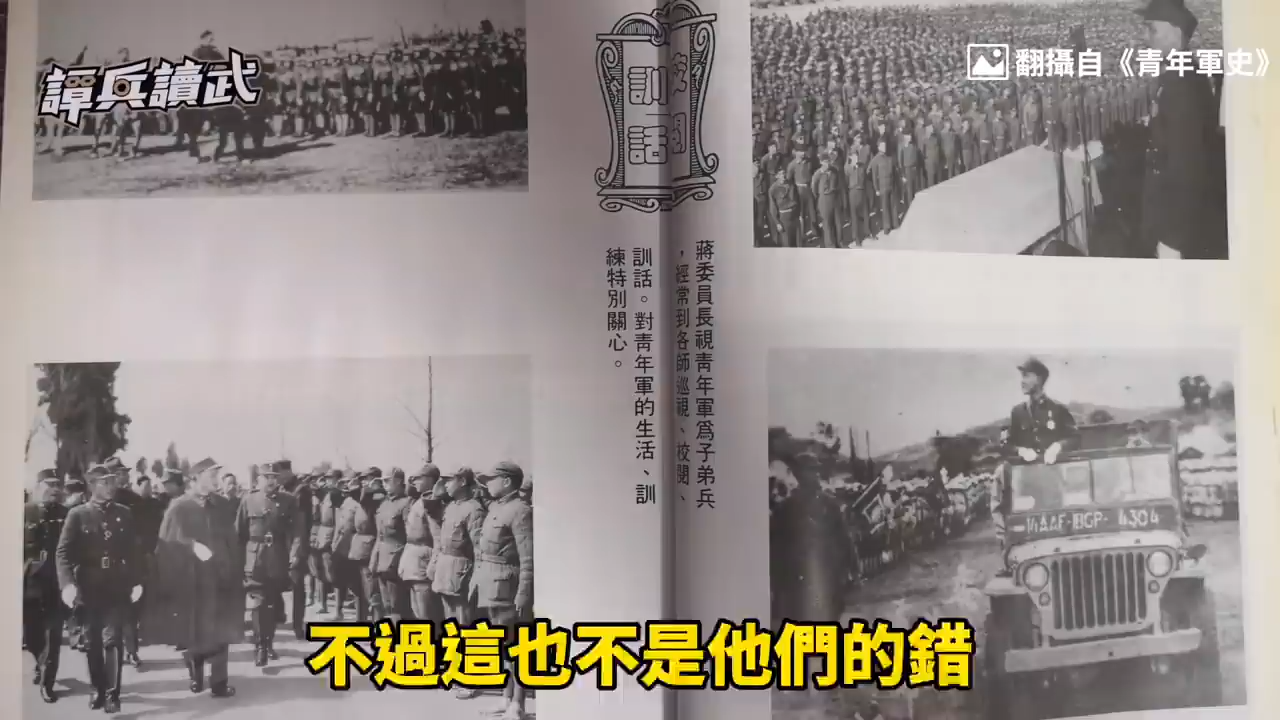 譚兵讀武
翻攝自《青年軍史》
校閱
訓話
蔣委員長視青年軍爲子弟兵
，經常到各師巡視、校閱、
訓話。對青年軍的生活、訓
練特別關心。
14AAF-BGP- 4304
不過這也不是他們的錯